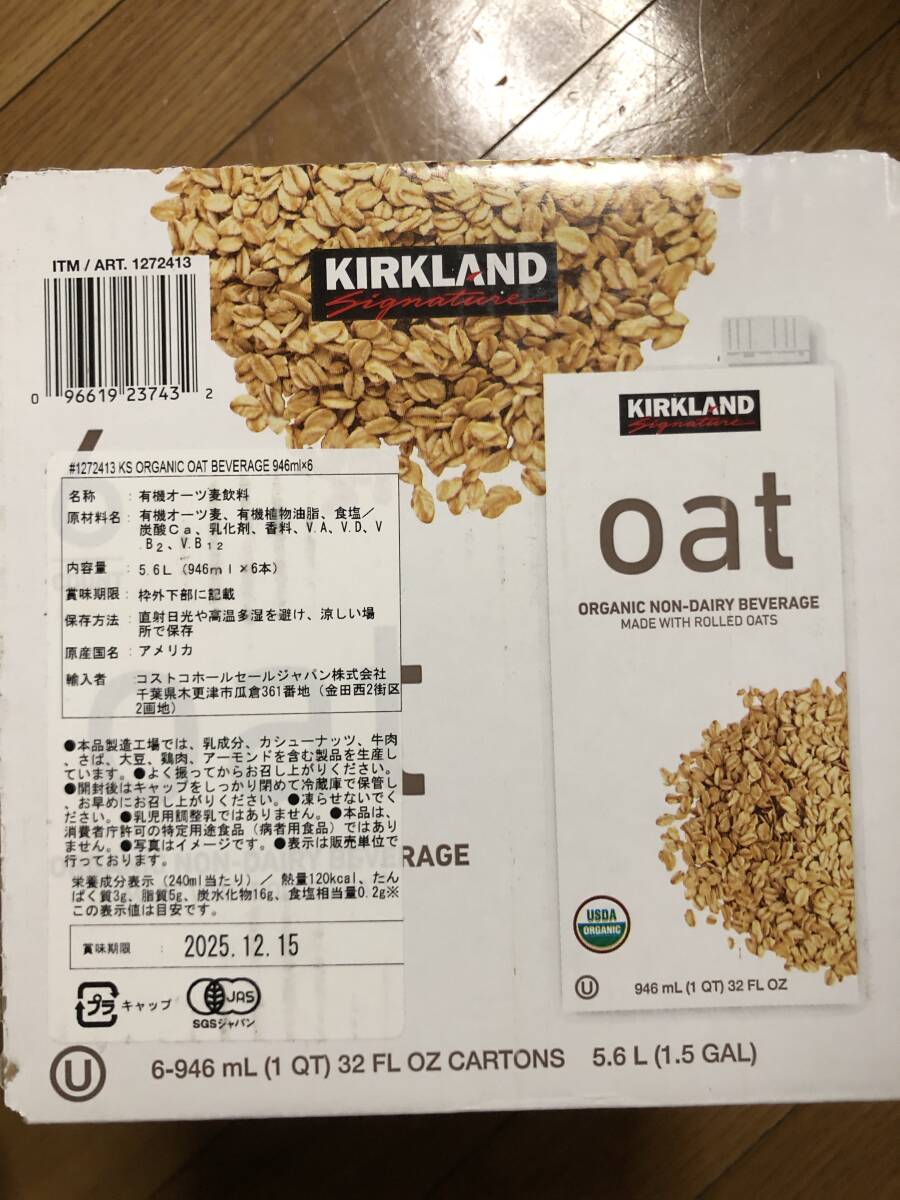 ITM / ART. 1272413
0 96619 23743 2
KIRKLAND
Signature
KIRKLAND
Signature
oat
ORGANIC NON-DAIRY BEVERAGE
MADE WITH ROLLED OATS
USDA
ORGANIC
U
946 mL (1 QT) 32 FL OZ
#1272413 KS ORGANIC OAT BEVERAGE 946ml×6
名称 : 有機オーツ麦飲料
原材料名 : 有機オーツ麦、有機植物油脂、食塩／
炭酸Ca、乳化剤、香料、V.A、V.D、V
.B2、V.B12
内容量 : 5.6L (946ml×6本)
賞味期限 : 枠外下部に記載
保存方法 : 直射日光や高温多湿を避け、涼しい場
所で保存
原産国名 : アメリカ
輸入者 コストコホールセールジャパン株式会社
千葉県木更津市瓜倉361番地（金田西2街区
2画地）
●本品製造工場では、乳成分、カシューナッツ、牛肉
、さば、大豆、鶏肉、アーモンドを含む製品を生産し
ています。●よく振ってからお召し上がりください。
●開封後はキャップをしっかり閉めて冷蔵庫で保管し
、お早めにお召し上がりください。●凍らせないでく
ださい。●乳児用調整乳ではありません。●本品は、
消費者庁許可の特定用途食品（病者用食品）ではあり
ません。●写真はイメージです。●表示は販売単位で
行っております。
NON-DAIRY BEVERAGE
栄養成分表示（240ml当たり）／ 熱量120kcal、たん
ぱく質3g、脂質5g、炭水化物16g、食塩相当量0.2g※
この表示値は目安です。
賞味期限 : 2025.12.15
プラ キャップ
JAS
SGSジャパン
U
6-946 mL (1 QT) 32 FL OZ CARTONS 5.6 L (1.5 GAL)